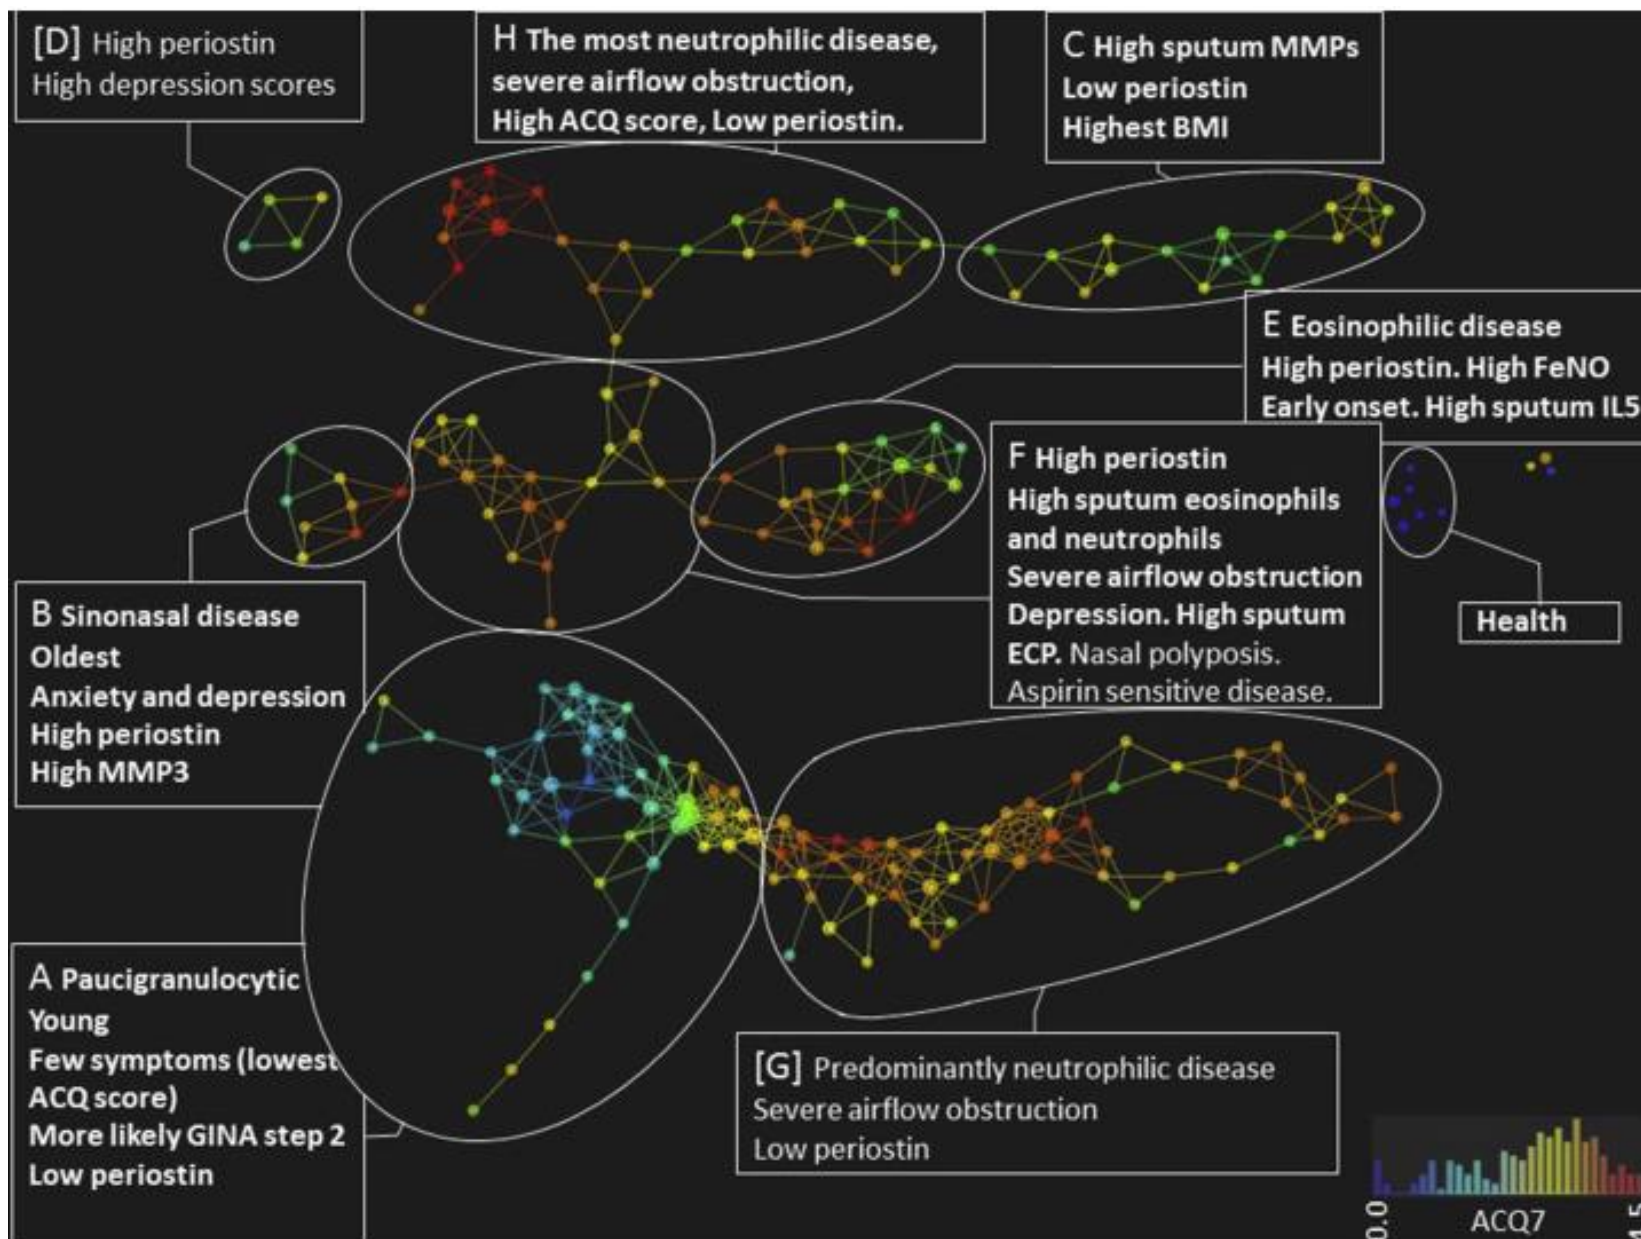 [D] High periostin
High depression scores
H The most neutrophilic disease,
severe airflow obstruction,
High ACQ score, Low periostin.
C High sputum MMPs
Low periostin
Highest BMI
E Eosinophilic disease
High periostin. High FeNO
Early onset. High sputum IL5
F High periostin
High sputum eosinophils
and neutrophils
Severe airflow obstruction
Depression. High sputum
ECP. Nasal polyposis.
Aspirin sensitive disease.
Health
B Sinonasal disease
Oldest
Anxiety and depression
High periostin
High MMP3
A Paucigranulocytic
Young
Few symptoms (lowest
ACQ score)
More likely GINA step 2
Low periostin
[G] Predominantly neutrophilic disease
Severe airflow obstruction
Low periostin
0.0
ACQ7